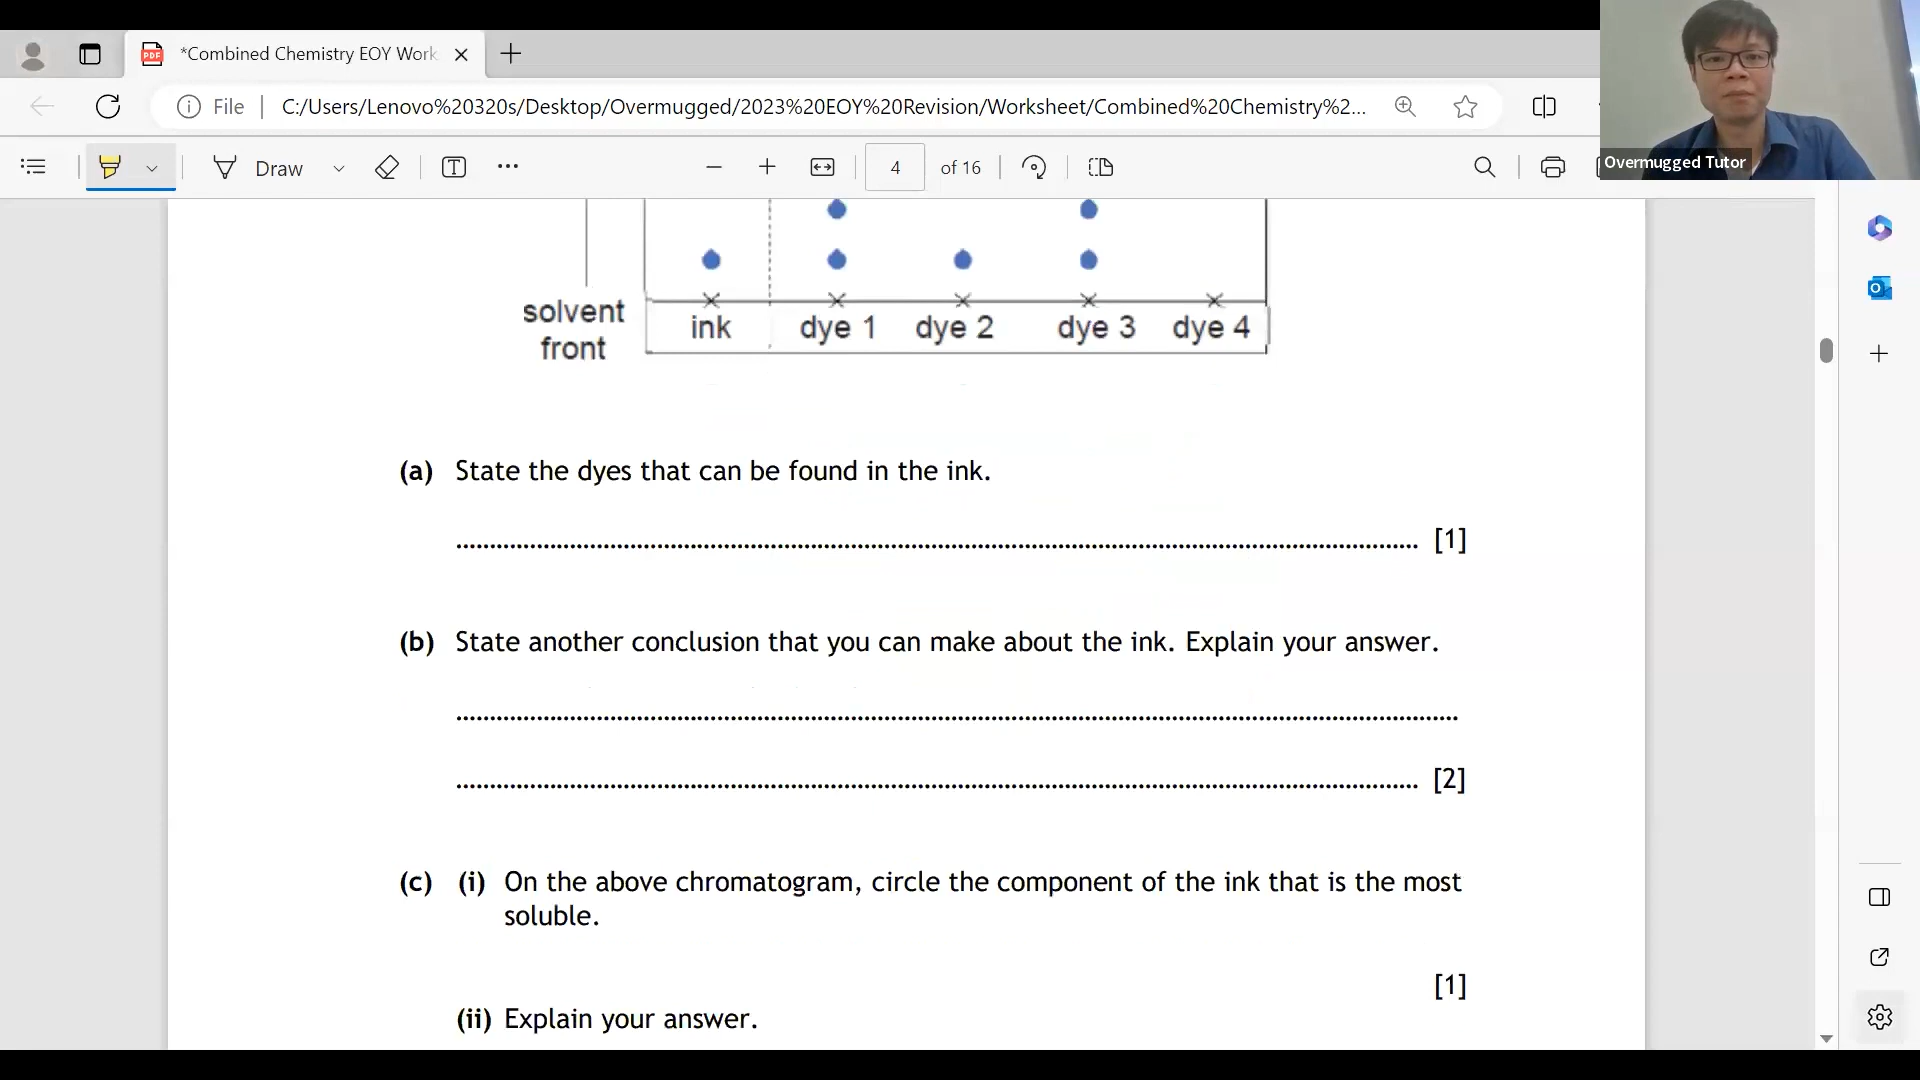 *Combined Chemistry EOY Work
File
C:/Users/Lenovo%20320s/Desktop/Overmugged/2023%20EOY%20Revision/Worksheet/Combined%20Chemistry%2...
Draw
4 of 16
Overmugged Tutor
solvent
front
ink dye 1 dye 2 dye 3 dye 4
(a) State the dyes that can be found in the ink.
[1]
(b) State another conclusion that you can make about the ink. Explain your answer.
[2]
(c) (i) On the above chromatogram, circle the component of the ink that is the most
soluble.
[1]
(ii) Explain your answer.